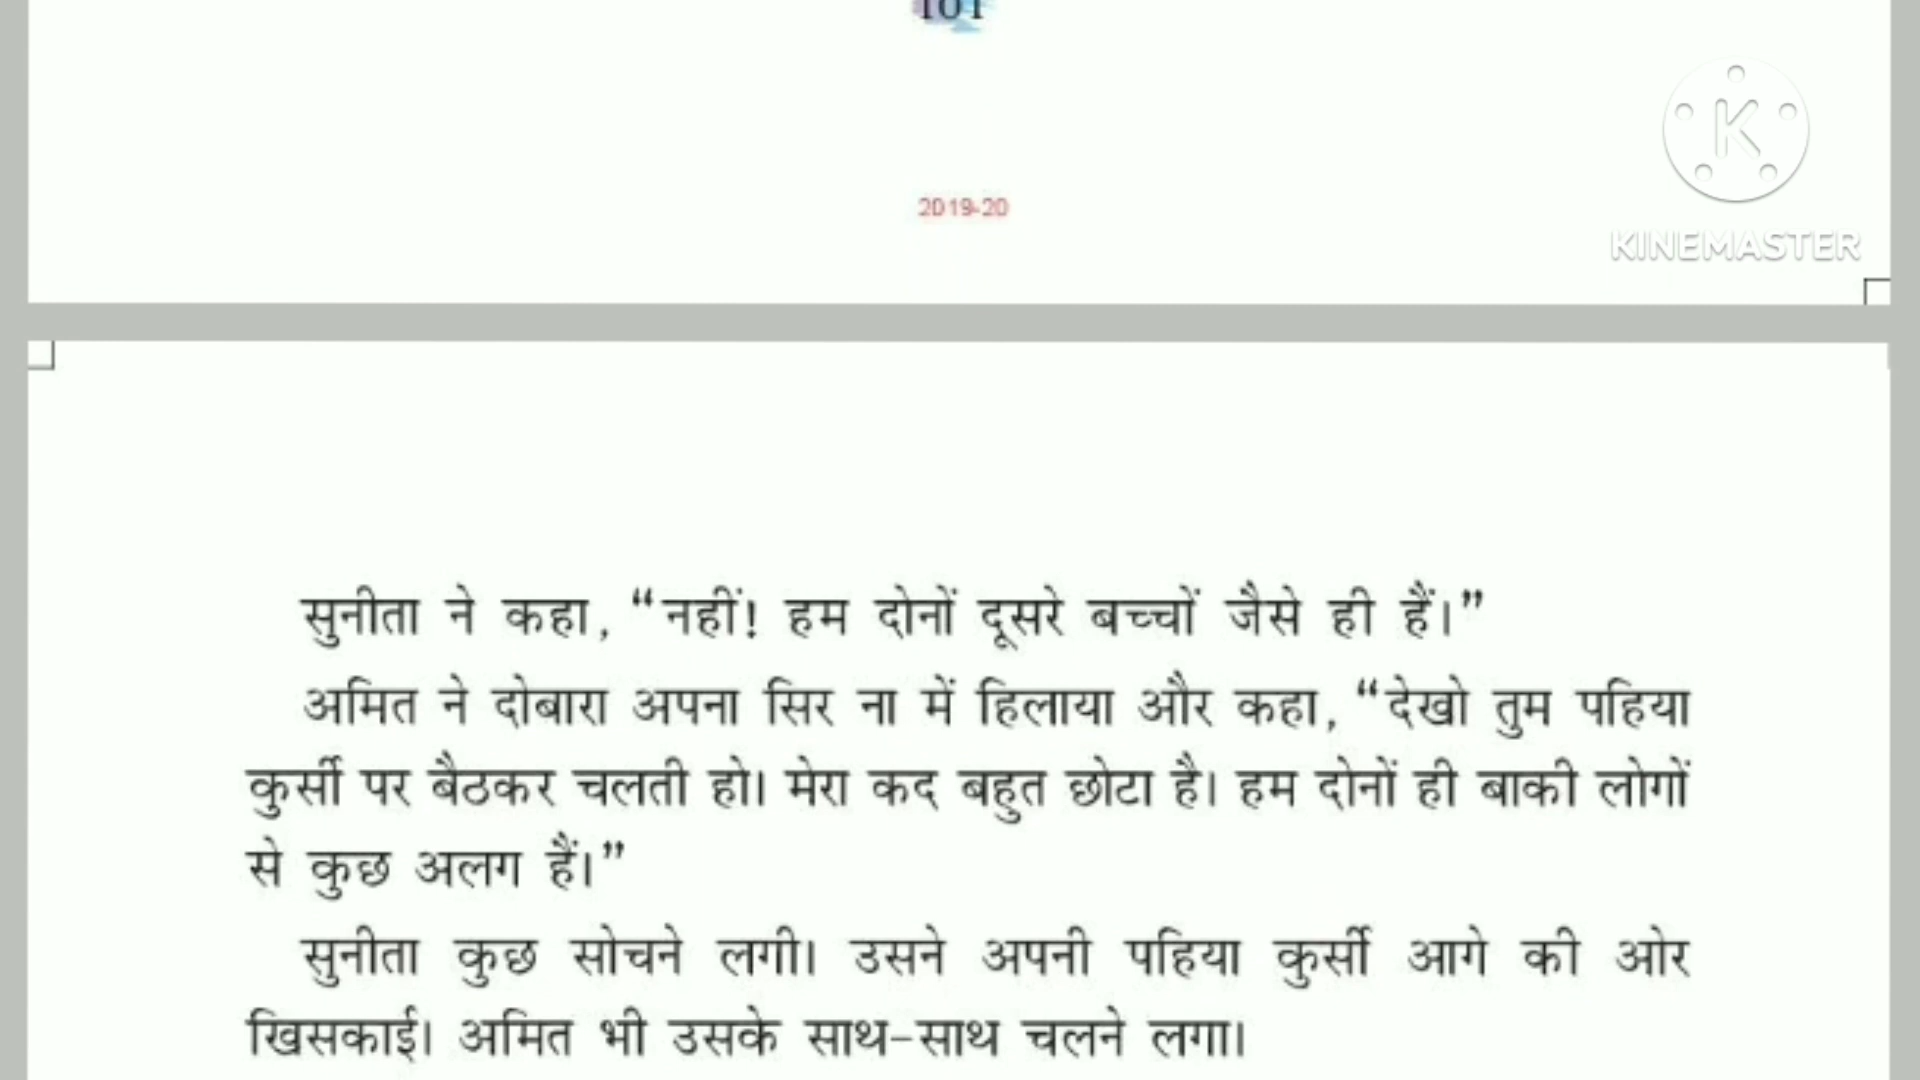 101
2019-20
K
KINEMASTER
सुनीता ने कहा, “नहीं! हम दोनों दूसरे बच्चों जैसे ही हैं।”
अमित ने दोबारा अपना सिर ना में हिलाया और कहा, “देखो तुम पहिया
कुर्सी पर बैठकर चलती हो। मेरा कद बहुत छोटा है। हम दोनों ही बाकी लोगों
से कुछ अलग हैं।”
सुनीता कुछ सोचने लगी। उसने अपनी पहिया कुर्सी आगे की ओर
खिसकाई। अमित भी उसके साथ-साथ चलने लगा।